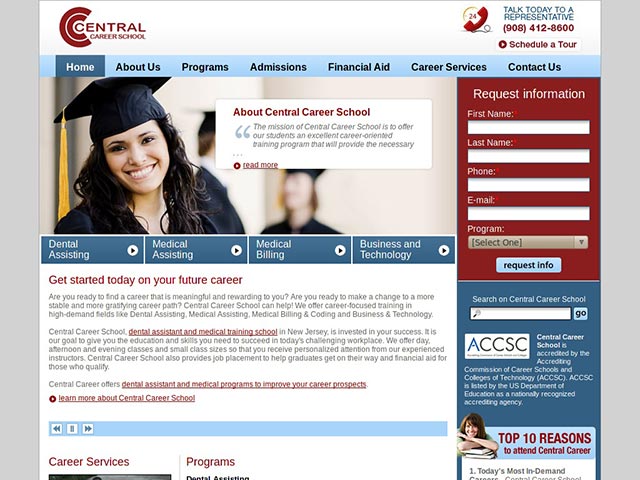 CENTRAL
CAREER SCHOOL
24
TALK TODAY TO A
REPRESENTATIVE
(908) 412-8600
Schedule a Tour
Home
About Us
Programs
Admissions
Financial Aid
Career Services
Contact Us
About Central Career School
The mission of Central Career School is to offer
our students an excellent career-oriented
training program that will provide the necessary
. . .
read more
Dental
Assisting
Medical
Assisting
Medical
Billing
Business and
Technology
Request information
First Name:*
Last Name:*
Phone:*
E-mail:*
Program:
[Select One]
request info
Get started today on your future career
Are you ready to find a career that is meaningful and rewarding to you? Are you ready to make a change to a more
stable and more gratifying career path? Central Career School can help! We offer career-focused training in
high-demand fields like Dental Assisting, Medical Assisting, Medical Billing & Coding and Business & Technology.
Central Career School, dental assistant and medical training school in New Jersey, is invested in your success. It is
our goal to give you the education and skills you need to succeed in today's challenging workplace. We offer day,
afternoon and evening classes and small class sizes so that you receive personalized attention from our experienced
instructors. Central Career School also provides job placement to help graduates get on their way and financial aid for
those who qualify.
Central Career offers dental assistant and medical programs to improve your career prospects.
learn more about Central Career School
Search on Central Career School
go
ACCSC
Central Career
School is
accredited by the
Accrediting
Commission of Career Schools and
Colleges of Technology (ACCSC). ACCSC
is listed by the US Department of
Education as a nationally recognized
accrediting agency.
TOP 10 REASONS
to attend Central Career
1. Today's Most In-Demand
Careers - Central Career School
Career Services
Programs
Dental Assisting